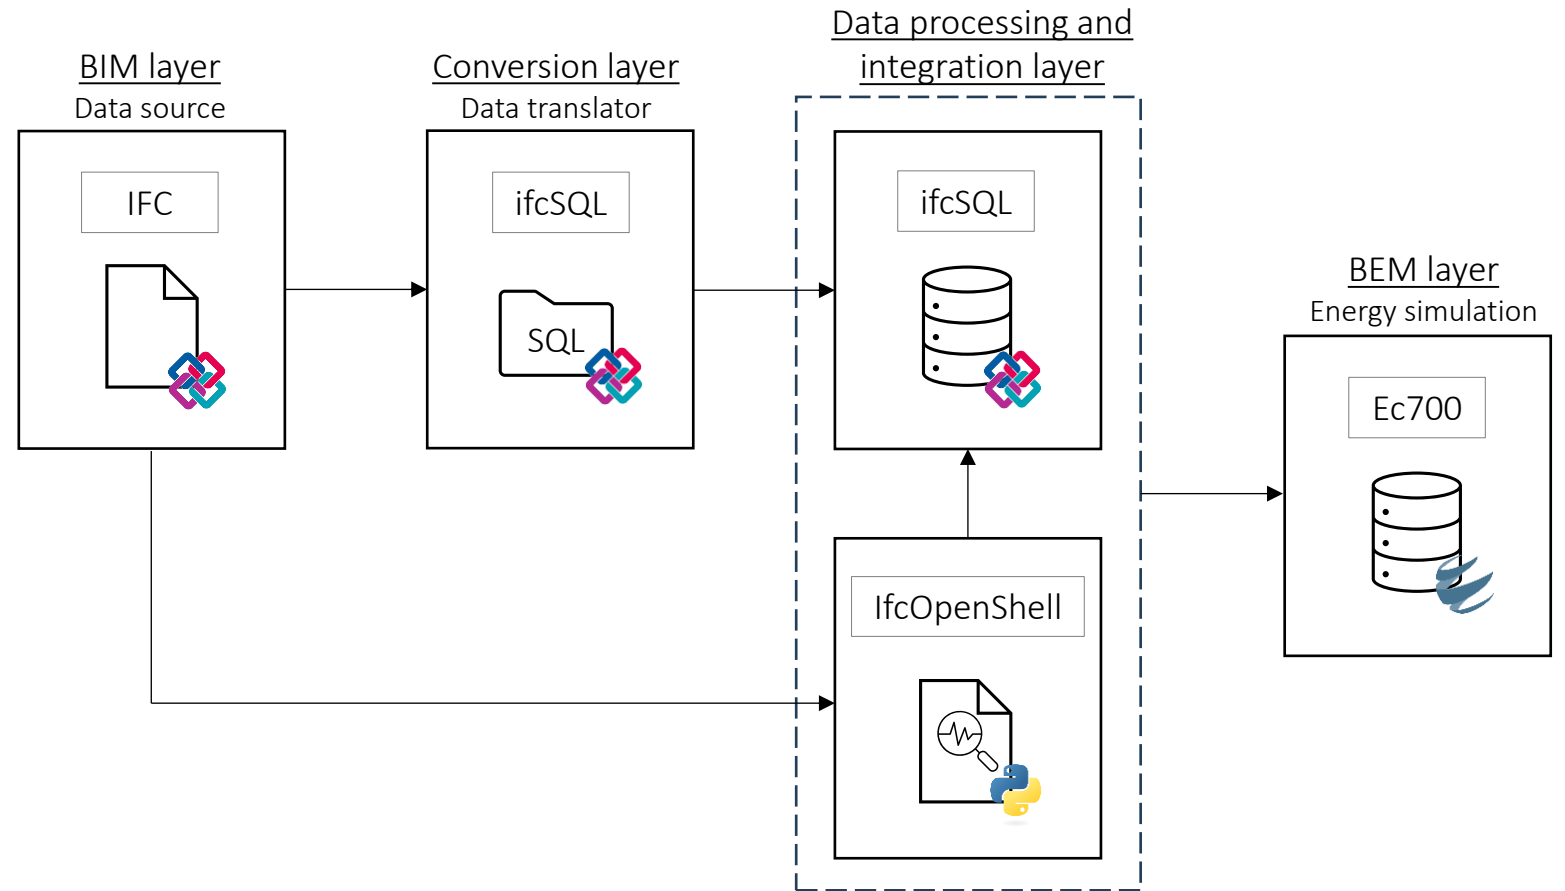 BIM layer
Data source
IFC
Conversion layer
Data translator
ifcSQL
SQL
Data processing and
integration layer
ifcSQL
IfcOpenShell
BEM layer
Energy simulation
Ec700